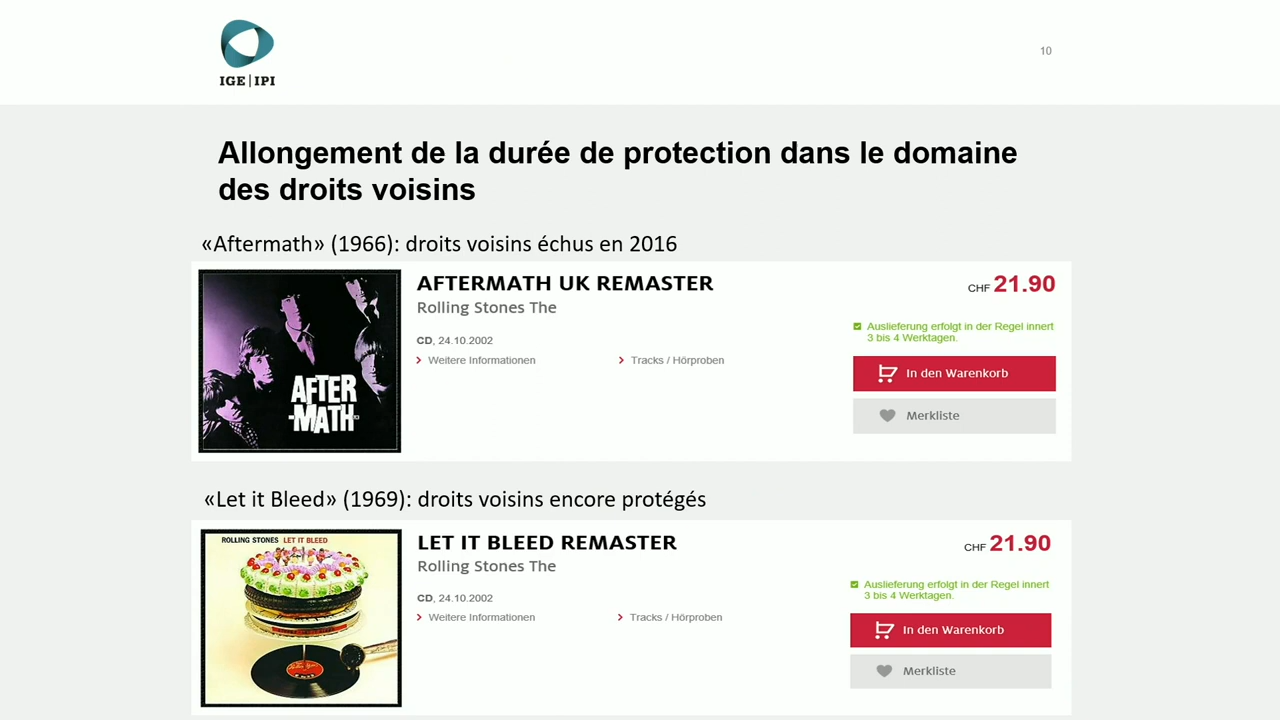 IGE | IPI
10
Allongement de la durée de protection dans le domaine
des droits voisins
«Aftermath» (1966): droits voisins échus en 2016
AFTER
-MATH-
AFTERMATH UK REMASTER
Rolling Stones The
CD, 24.10.2002
Weitere Informationen
Tracks / Hörproben
CHF 21.90
Auslieferung erfolgt in der Regel innert
3 bis 4 Werktagen.
In den Warenkorb
Merkliste
«Let it Bleed» (1969): droits voisins encore protégés
ROLLING STONES LET IT BLEED
LET IT BLEED REMASTER
Rolling Stones The
CD, 24.10.2002
Weitere Informationen
Tracks / Hörproben
CHF 21.90
Auslieferung erfolgt in der Regel innert
3 bis 4 Werktagen.
In den Warenkorb
Merkliste